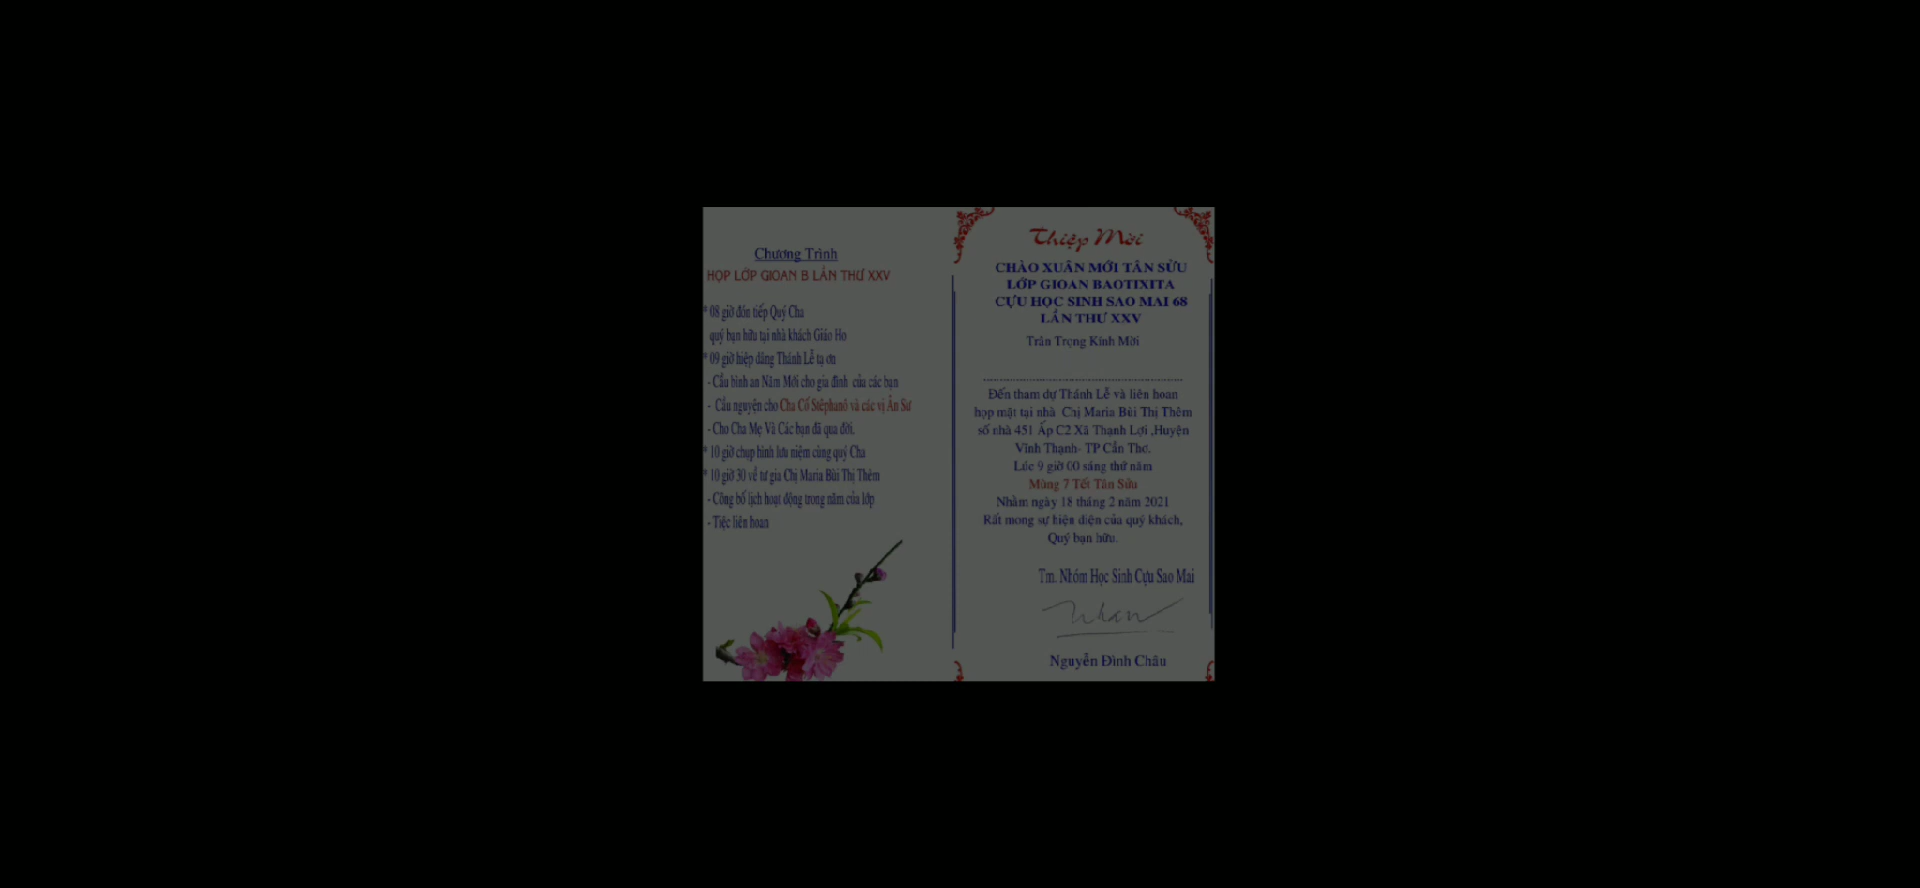 Chương Trình
HỌP LỚP GIOAN B LẦN THƯ XXV
* 08 giờ đón tiếp Quý Cha
quý bạn hữu tại nhà khách Giáo Họ
* 09 giờ hiệp dâng Thánh Lễ tạ ơn
- Cầu bình an Năm Mới cho gia đình của các bạn
- Cầu nguyện cho Cha Cố Stêphanô và các vị Ân Sư
- Cho Cha Mẹ Và Các bạn đã qua đời.
* 10 giờ chụp hình lưu niệm cùng quý Cha
* 10 giờ 30 về tư gia Chị Maria Bùi Thị Thêm
- Công bố lịch hoạt động trong năm của lớp
- Tiệc liên hoan
Thiệp Mời
CHÀO XUÂN MỚI TÂN SỬU
LỚP GIOAN BAOTIXITA
CỰU HỌC SINH SAO MAI 68
LẦN THƯ XXV
Trân Trọng Kính Mời
Đến tham dự Thánh Lễ và liên hoan
họp mặt tại nhà Chị Maria Bùi Thị Thêm
số nhà 451 Ấp C2 Xã Thạnh Lợi ,Huyện
Vĩnh Thạnh- TP Cần Thơ.
Lúc 9 giờ 00 sáng thứ năm
Mùng 7 Tết Tân Sửu
Nhằm ngày 18 tháng 2 năm 2021
Rất mong sự hiện diện của quý khách,
Quý bạn hữu.
Tm. Nhóm Học Sinh Cựu Sao Mai
Nguyễn Đình Châu